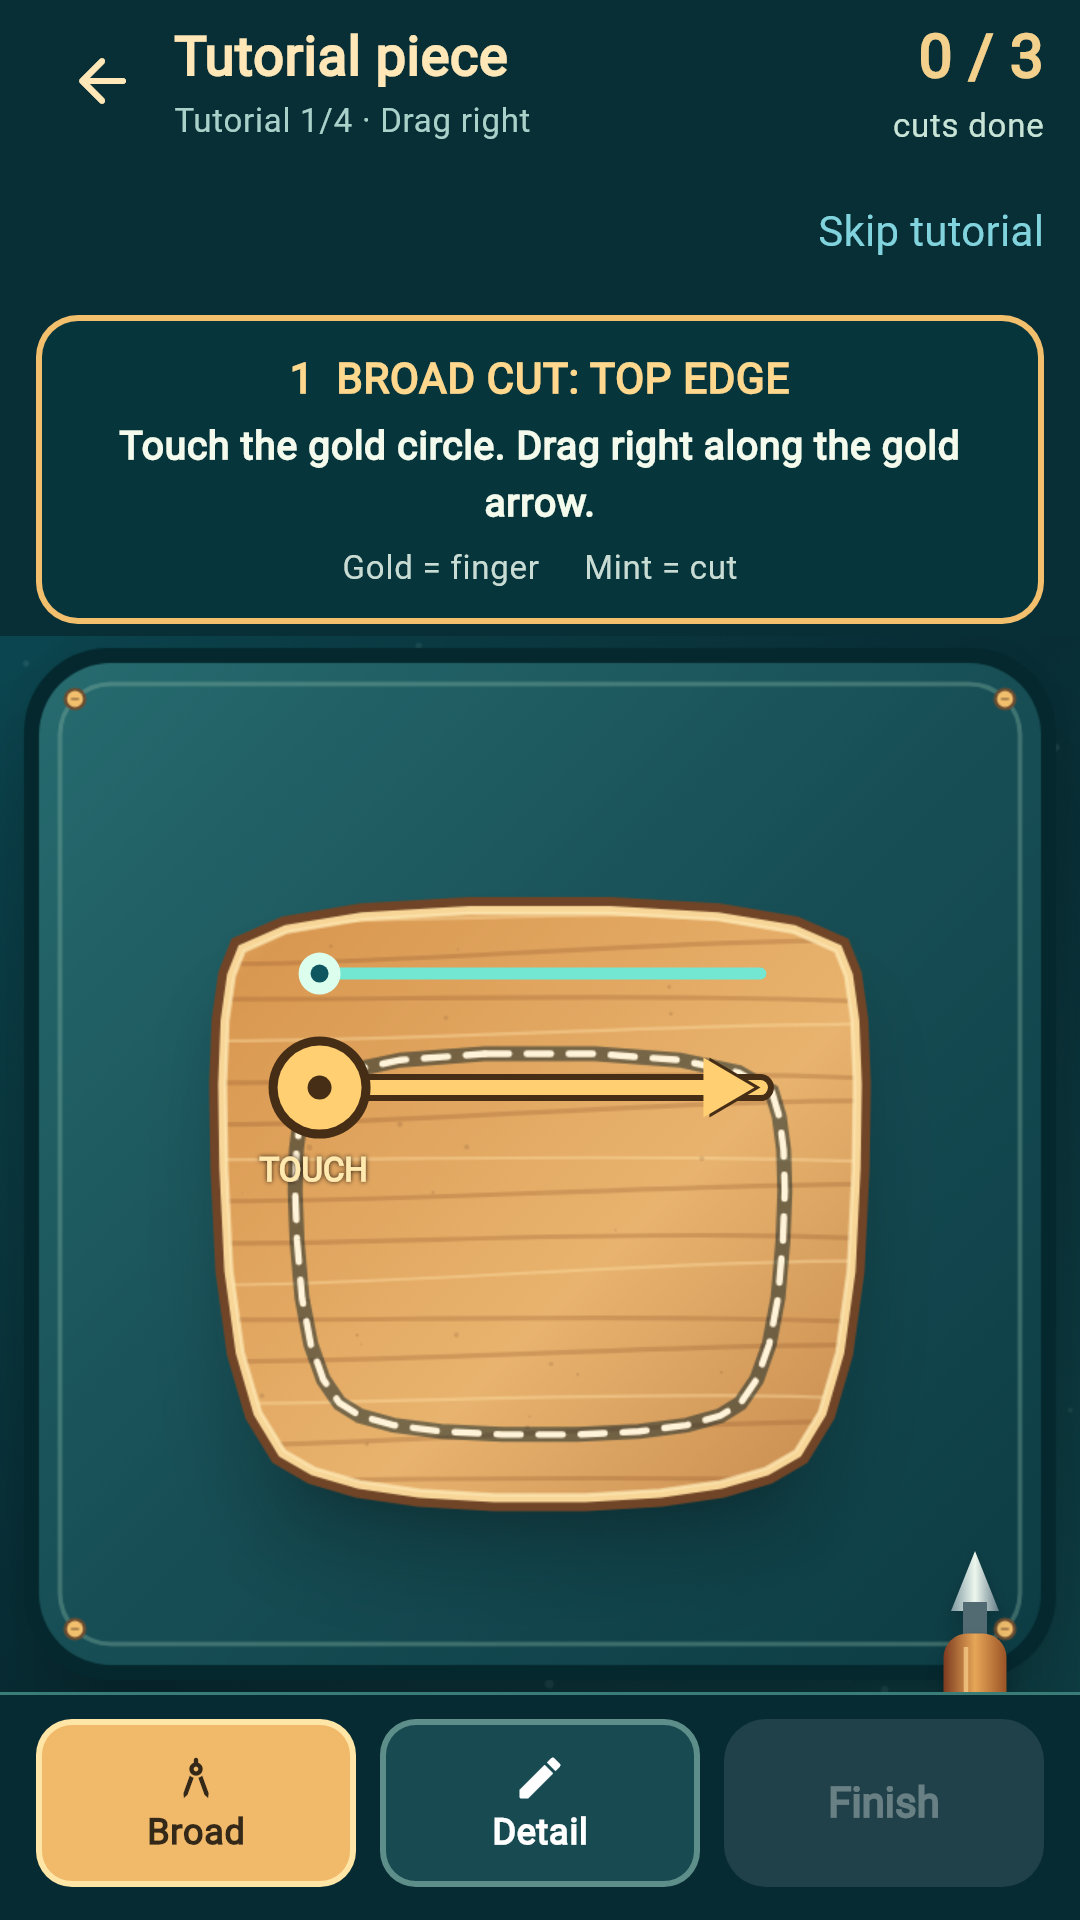 Tutorial piece
0 / 3
Tutorial 1/4 · Drag right
cuts done
Skip tutorial
1 BROAD CUT: TOP EDGE
Touch the gold circle. Drag right along the gold
arrow.
Gold = finger Mint = cut
TOUCH
Broad
Detail
Finish